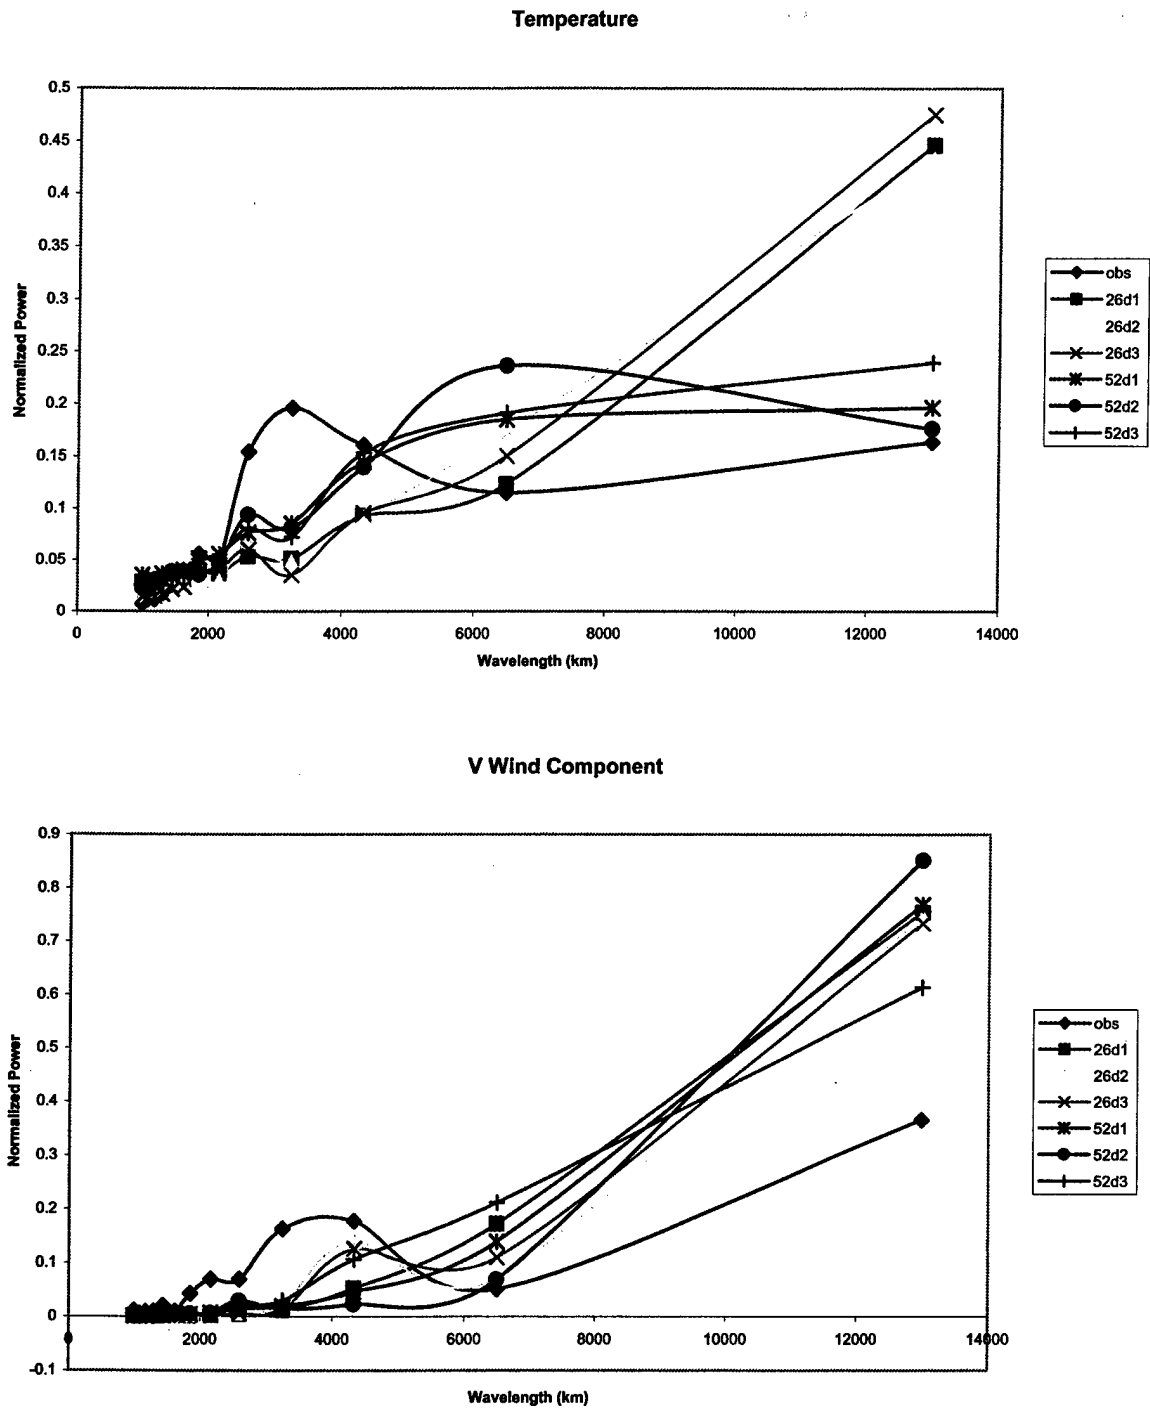 Temperature
0.5
0.45
0.4
0.35
0.3
0.25
0.2
0.15
0.1
0.05
0
Normalized Power
0 2000 4000 6000 8000 10000 12000 14000
Wavelength (km)
obs
26d1
26d2
26d3
52d1
52d2
52d3
V Wind Component
0.9
0.8
0.7
0.6
0.5
0.4
0.3
0.2
0.1
0
-0.1
Normalized Power
0 2000 4000 6000 8000 10000 12000 14000
Wavelength (km)
obs
26d1
26d2
26d3
52d1
52d2
52d3